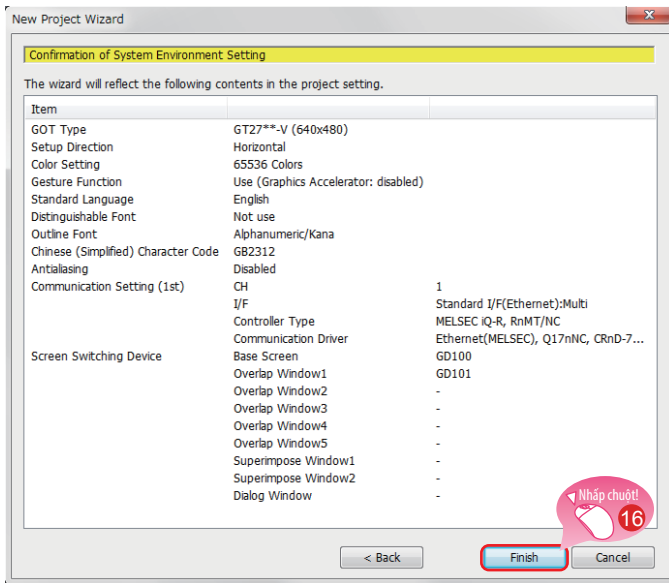 New Project Wizard
Confirmation of System Environment Setting
The wizard will reflect the following contents in the project setting.
Item
GOT Type GT27**-V (640x480)
Setup Direction Horizontal
Color Setting 65536 Colors
Gesture Function Use (Graphics Accelerator: disabled)
Standard Language English
Distinguishable Font Not use
Outline Font Alphanumeric/Kana
Chinese (Simplified) Character Code GB2312
Antialiasing Disabled
Communication Setting (1st) CH 1
I/F Standard I/F(Ethernet):Multi
Controller Type MELSEC iQ-R, RnMT/NC
Communication Driver Ethernet(MELSEC), Q17nNC, CRnD-7...
Screen Switching Device Base Screen GD100
Overlap Window1 GD101
Overlap Window2 -
Overlap Window3 -
Overlap Window4 -
Overlap Window5 -
Superimpose Window1 -
Superimpose Window2 -
Dialog Window -
Nhấp chuột!
16
< Back Finish Cancel